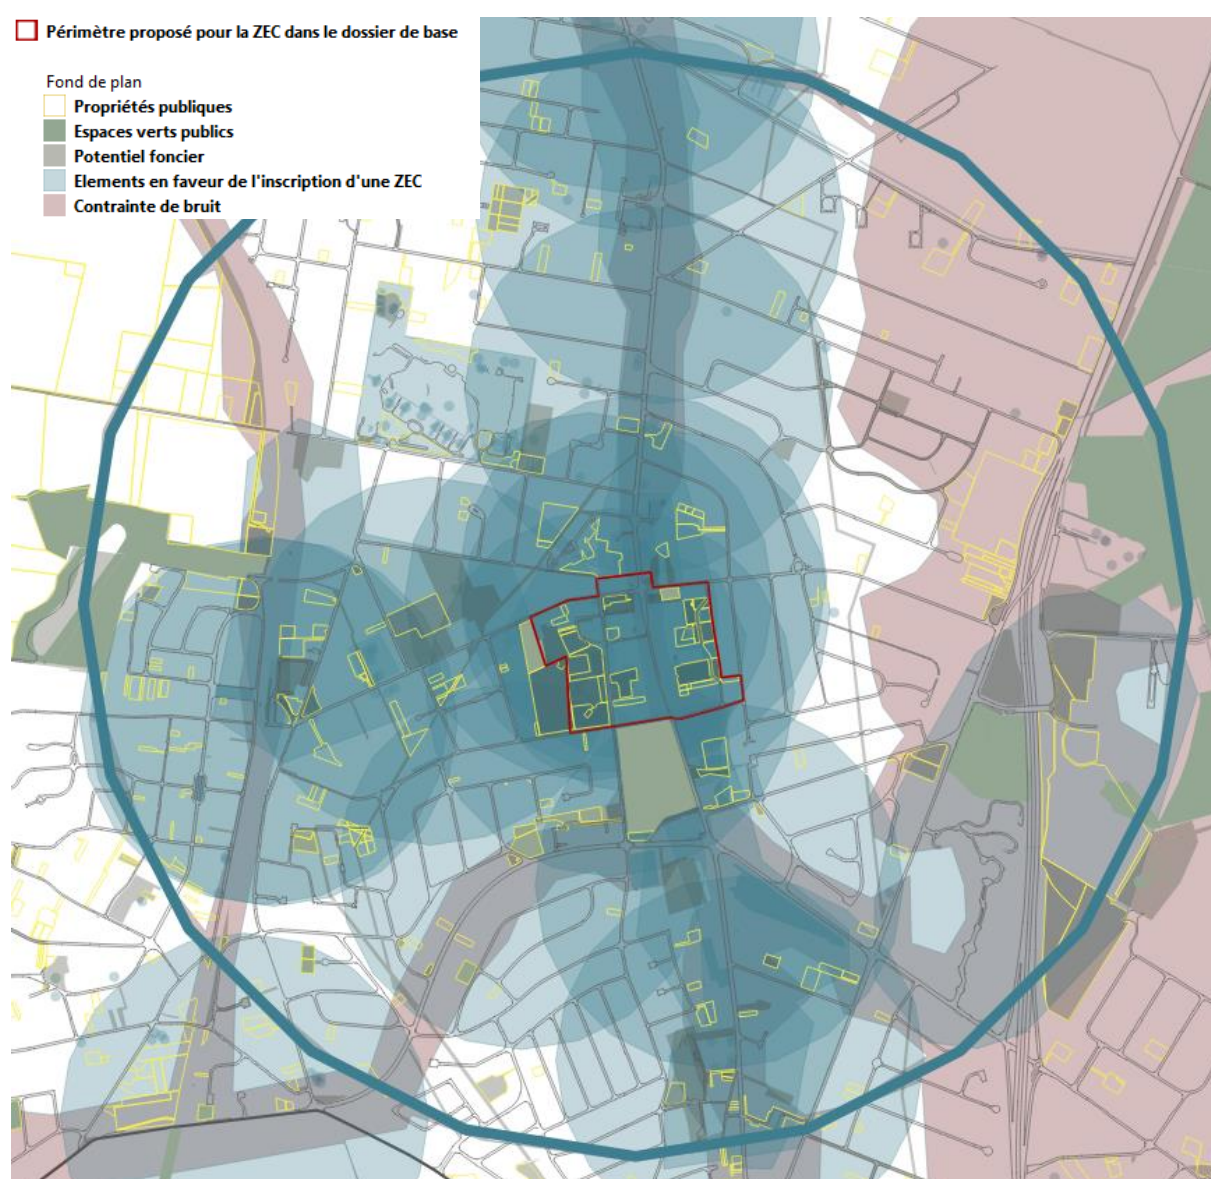 Périmètre proposé pour la ZEC dans le dossier de base
Fond de plan
Propriétés publiques
Espaces verts publics
Potentiel foncier
Elements en faveur de l'inscription d'une ZEC
Contrainte de bruit